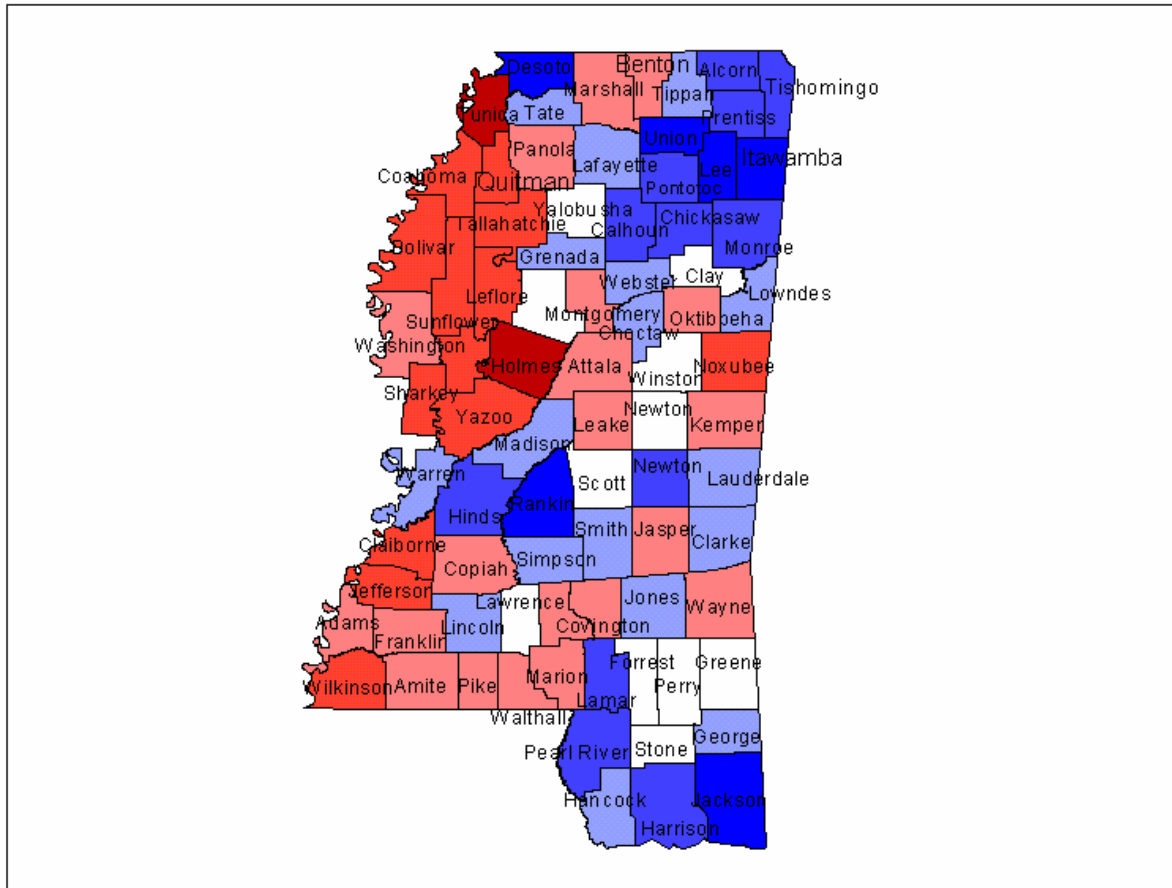 Desoto
Benton
Alcorn
Marshall
Tippah
Tishomingo
Tunica
Tate
Prentiss
Panola
Union
Lafayette
Lee
Itawamba
Coahoma
Quitman
Pontotoc
Yalobusha
Tallahatchie
Calhoun
Chickasaw
Bolivar
Monroe
Grenada
Webster
Clay
Leflore
Lowndes
Montgomery
Oktibbeha
Sunflower
Choctaw
Washington
Holmes
Attala
Noxubee
Winston
Sharkey
Newton
Yazoo
Leake
Kemper
Madison
Newton
Warren
Scott
Lauderdale
Rankin
Hinds
Smith
Jasper
Clarke
Claiborne
Simpson
Copiah
Jefferson
Lawrence
Jones
Wayne
Adams
Franklin
Lincoln
Covington
Forrest
Greene
Wilkinson
Amite
Pike
Marion
Perry
Lamar
Walthall
George
Pearl River
Stone
Hancock
Jackson
Harrison